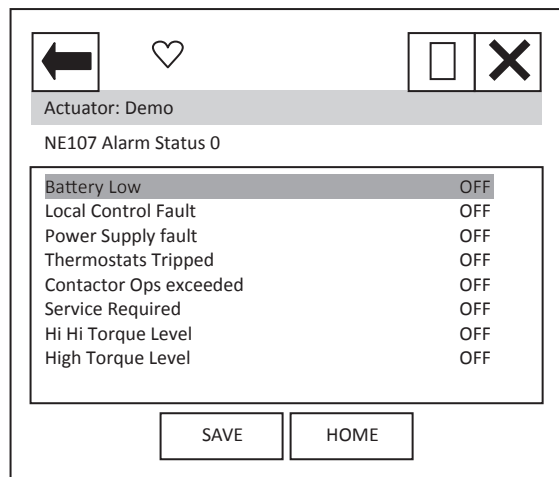 Actuator: Demo
NE107 Alarm Status 0
Battery Low OFF
Local Control Fault OFF
Power Supply fault OFF
Thermostats Tripped OFF
Contactor Ops exceeded OFF
Service Required OFF
Hi Hi Torque Level OFF
High Torque Level OFF
SAVE HOME